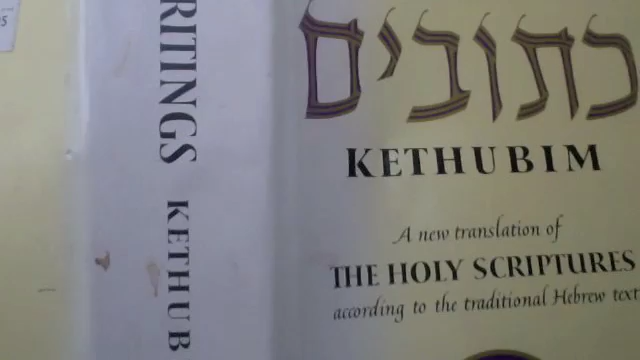 RITINGS KETHUB
כתובים
KETHUBIM
A new translation of
THE HOLY SCRIPTURES
according to the traditional Hebrew text